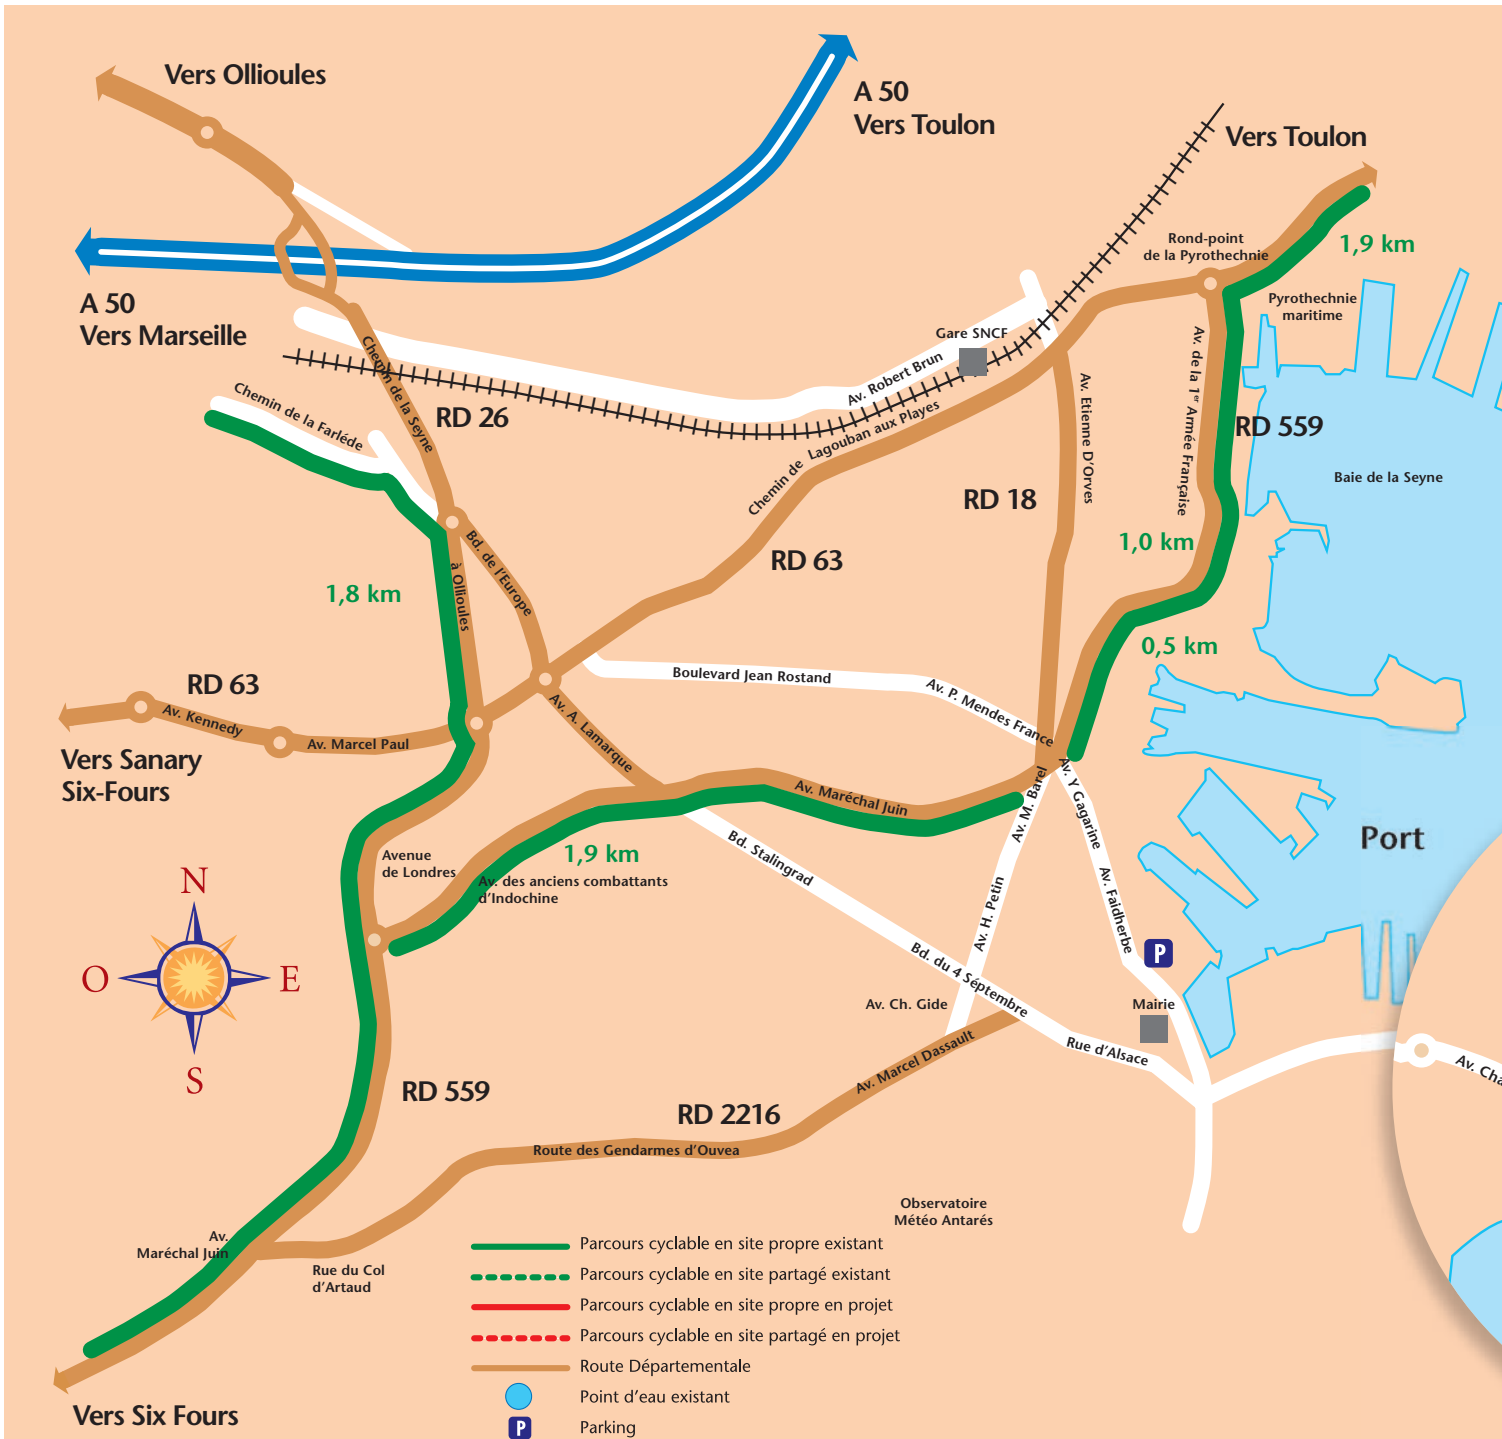 Vers Ollioules
A 50
Vers Toulon
Vers Toulon
Rond-point
de la Pyrothechnie
1,9 km
A 50
Vers Marseille
Pyrothechnie
maritime
Gare SNCF
Chemin de la Seyne
Av. Robert Brun
Av. de la 1er Armée Française
Chemin de la Farléde
RD 26
Av. Etienne D'Orves
Chemin de Lagouban aux Playes
RD 559
Baie de la Seyne
RD 18
1,0 km
Bd. de l'Europe
RD 63
à Ollioules
1,8 km
0,5 km
RD 63
Boulevard Jean Rostand
Av. P. Mendes France
Av. Kennedy
Av. Marcel Paul
Av. A. Lamarque
Vers Sanary
Six-Fours
Av. Maréchal Juin
Av. M. Barel
Av. Y Gagarine
Port
Avenue
de Londres
1,9 km
Bd. Stalingrad
Av. des anciens combattants
d'Indochine
Av. H. Petin
Av. Faidherbe
N
O
E
S
P
Bd. du 4 Séptembre
Av. Ch. Gide
Mairie
Rue d'Alsace
Av. Marcel Dassault
Av. Cha
RD 559
RD 2216
Route des Gendarmes d'Ouvea
Observatoire
Météo Antarés
Av.
Maréchal Juin
Rue du Col
d'Artaud
Parcours cyclable en site propre existant
Parcours cyclable en site partagé existant
Parcours cyclable en site propre en projet
Parcours cyclable en site partagé en projet
Route Départementale
Point d'eau existant
P Parking
Vers Six Fours